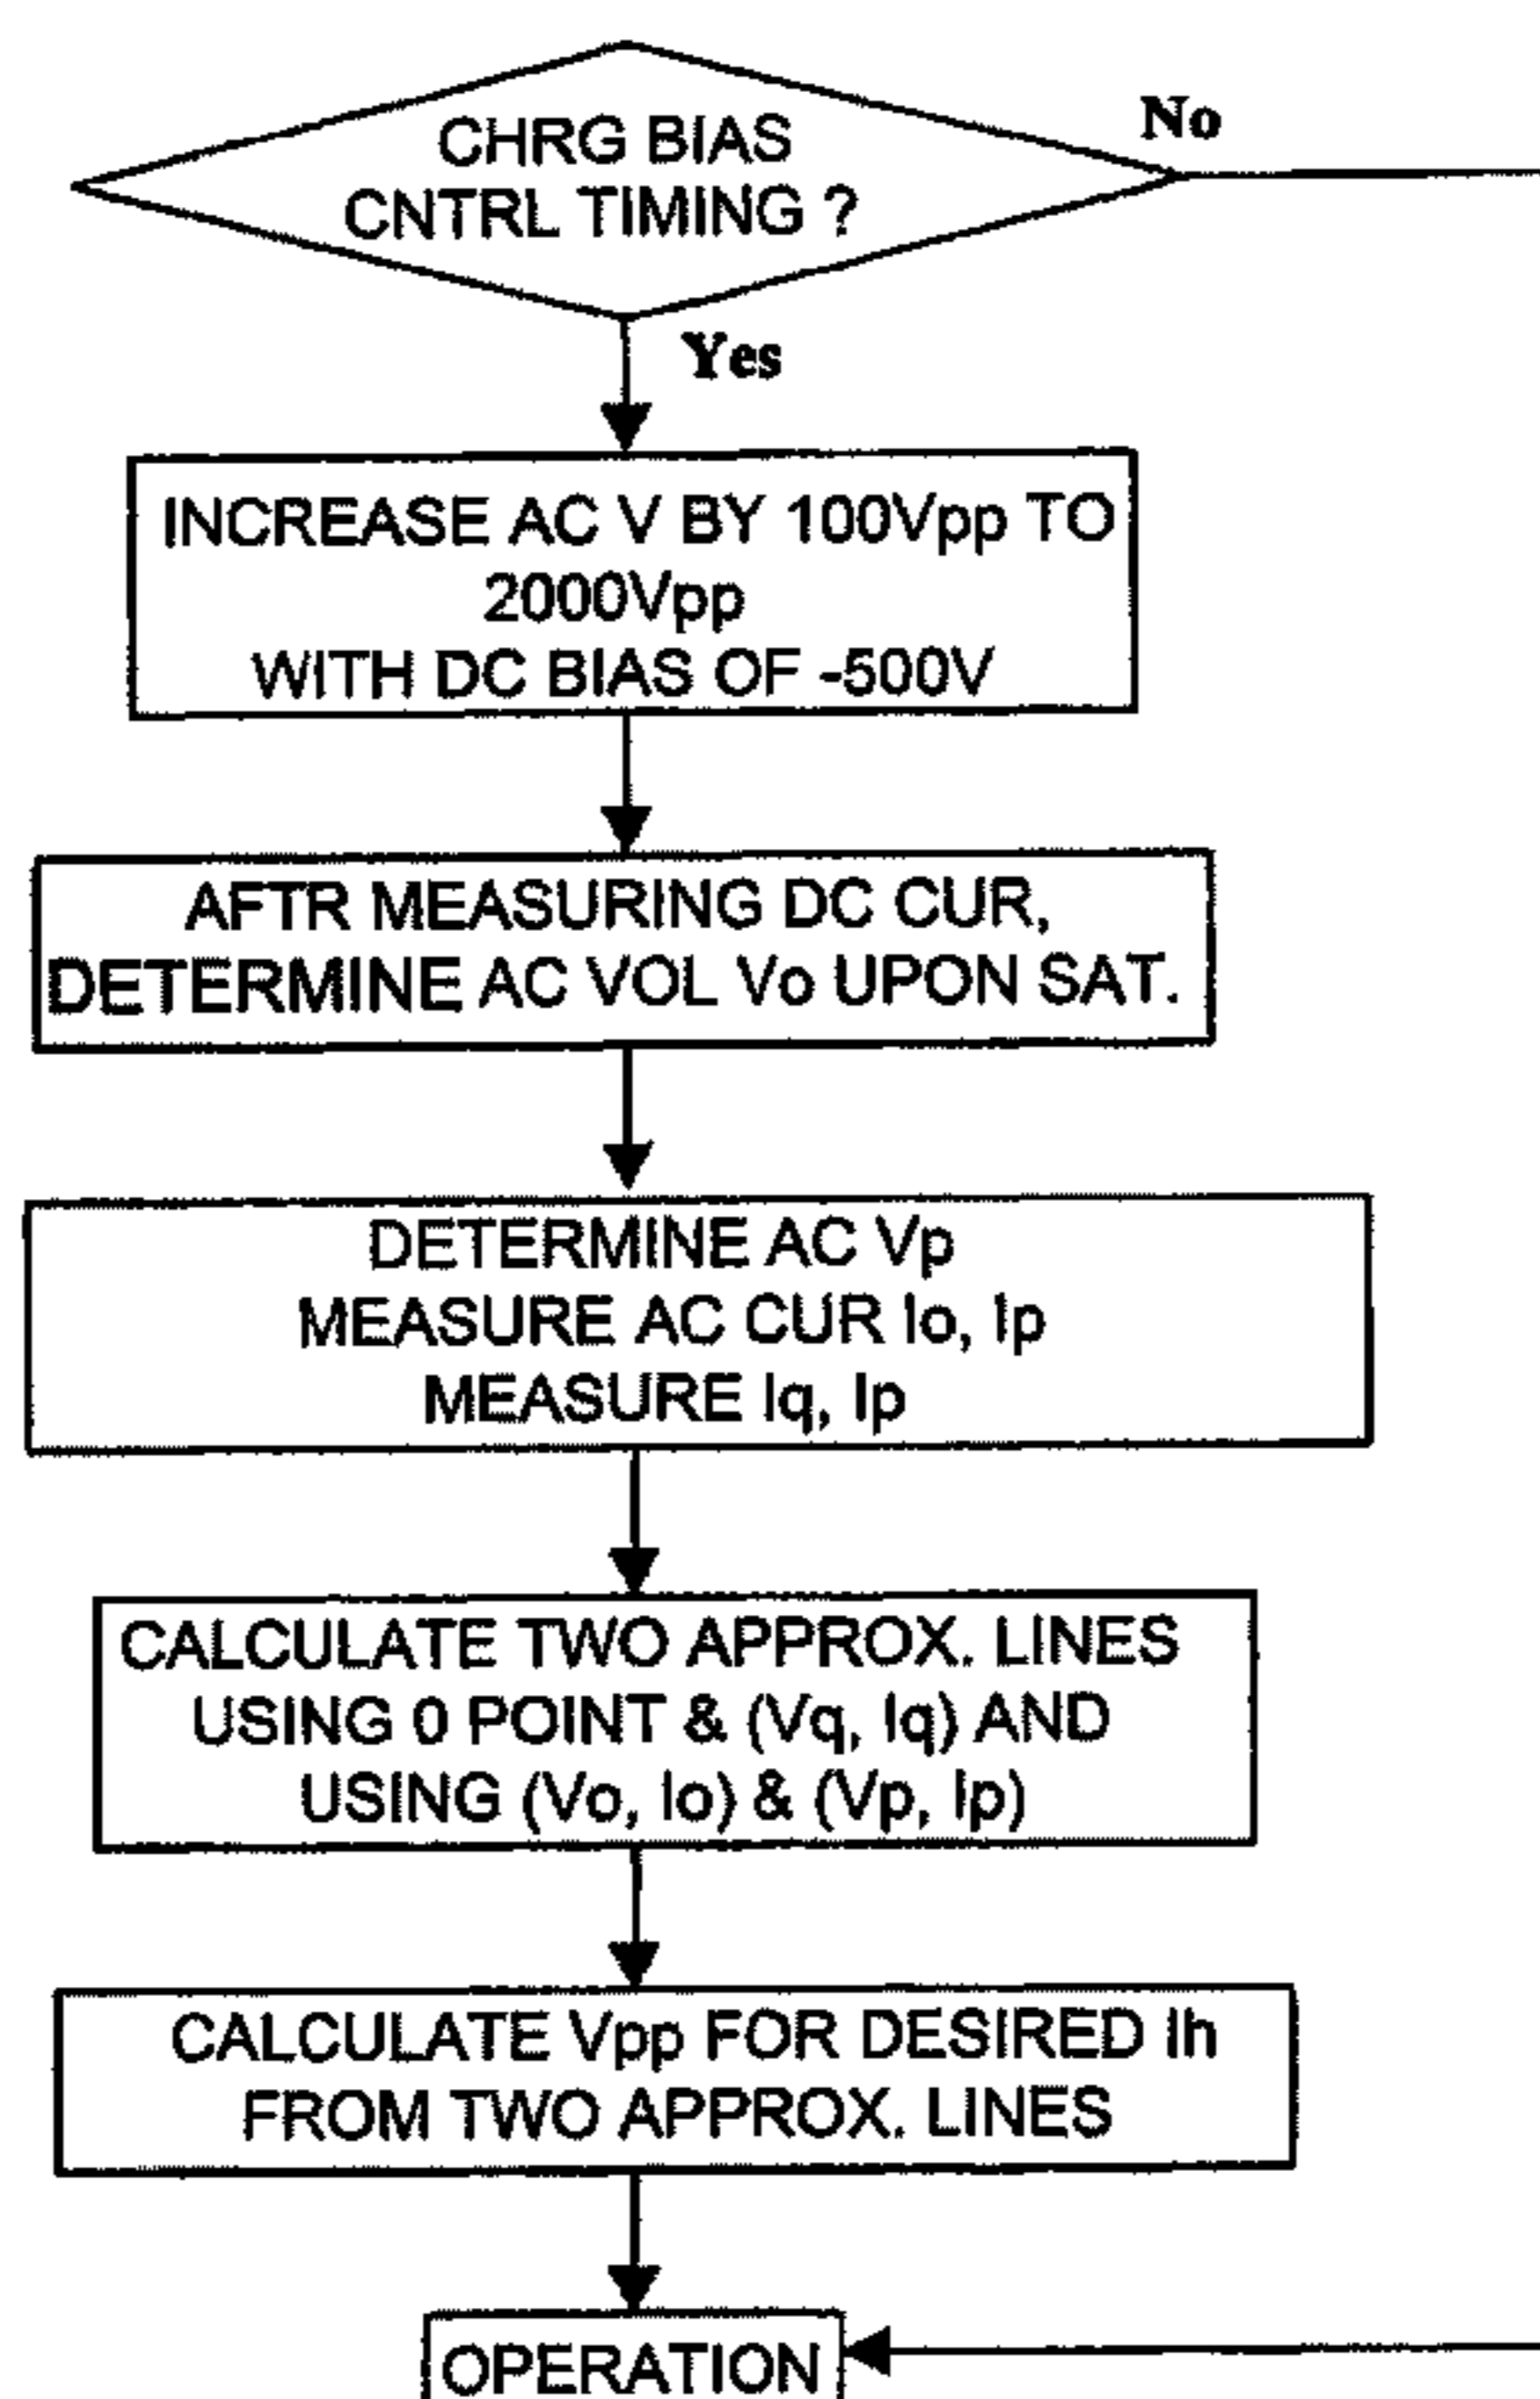 CHRG BIAS
CNTRL TIMING ?
No
Yes
INCREASE AC V BY 100Vpp TO
2000Vpp
WITH DC BIAS OF -500V
AFTR MEASURING DC CUR,
DETERMINE AC VOL Vo UPON SAT.
DETERMINE AC Vp
MEASURE AC CUR Io, Ip
MEASURE Iq, Ip
CALCULATE TWO APPROX. LINES
USING 0 POINT & (Vq, Iq) AND
USING (Vo, Io) & (Vp, Ip)
CALCULATE Vpp FOR DESIRED Ih
FROM TWO APPROX. LINES
OPERATION